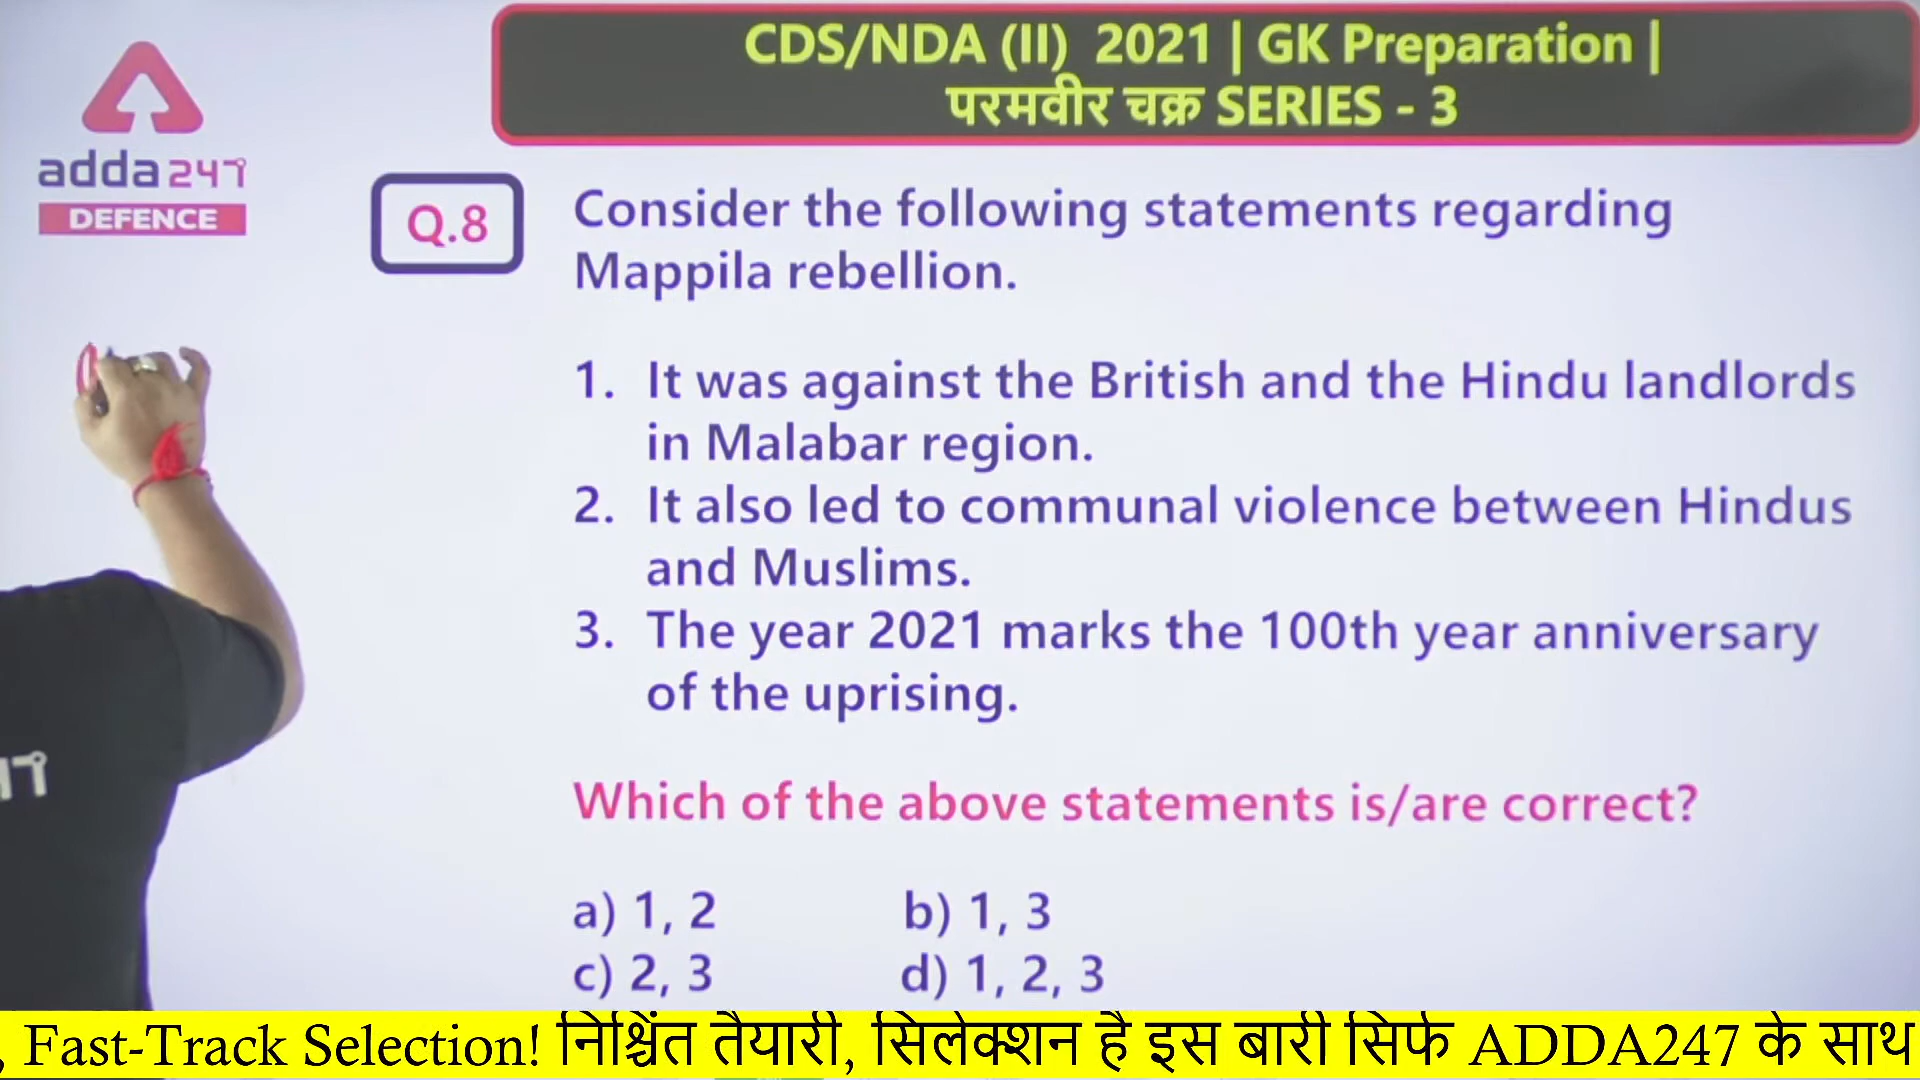 CDS/NDA (II) 2021 | GK Preparation |
परमवीर चक्र SERIES - 3
adda247
DEFENCE
Q.8
Consider the following statements regarding
Mappila rebellion.
1. It was against the British and the Hindu landlords
in Malabar region.
2. It also led to communal violence between Hindus
and Muslims.
3. The year 2021 marks the 100th year anniversary
of the uprising.
Which of the above statements is/are correct?
a) 1, 2 b) 1, 3
c) 2, 3 d) 1, 2, 3
, Fast-Track Selection! निश्चिंत तैयारी, सिलेक्शन है इस बारी सिर्फ ADDA247 के साथ